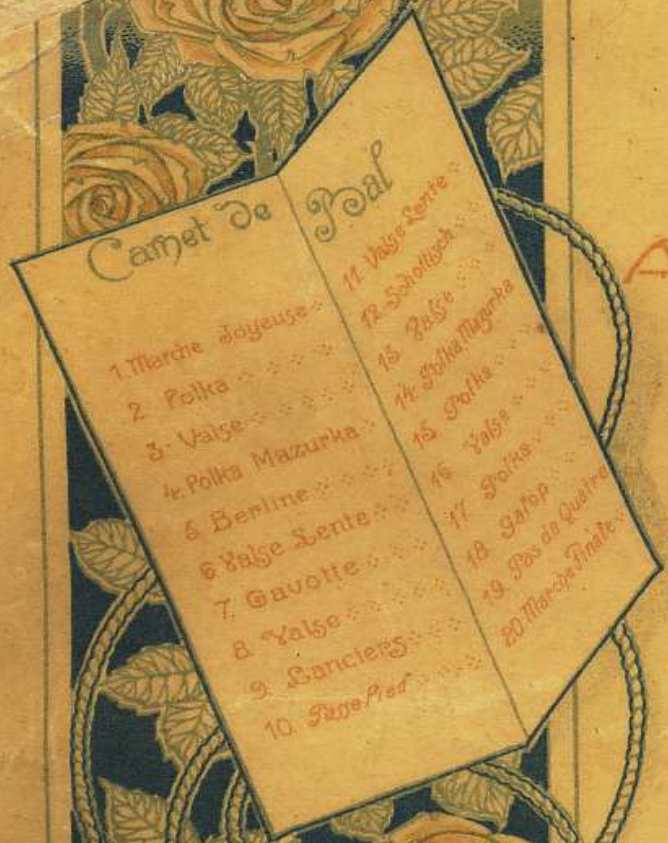 Carnet de Bal
1. Marche Joyeuse
2 Polka
3. Valse
4. Polka Mazurka
5 Berline
6 Valse Lente
7. Gavotte
8. Valse
9. Lanciers
10. Passe Pied
11. Valse Lente
12. Schottisch
13 Valse
14. Polka Mazurka
15 Polka
16 Valse
17. Polka
18. Galop
19. Pas de Quatre
20. Marche Finale
A